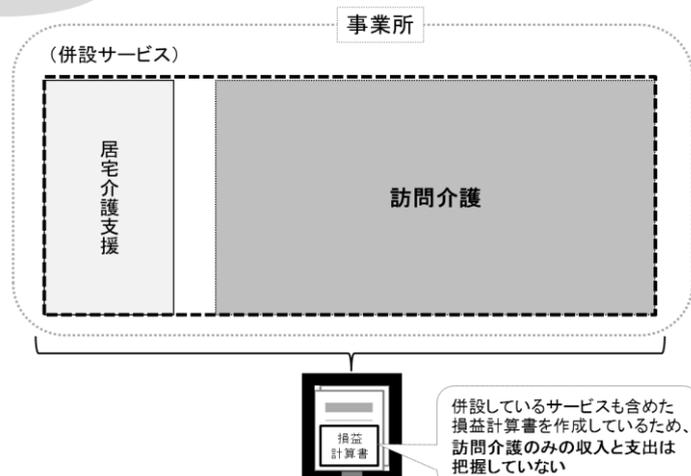 事業所
（併設サービス）
居宅介護支援
訪問介護
損益
計算書
併設しているサービスも含めた
損益計算書を作成しているため、
訪問介護のみの収入と支出は
把握していない